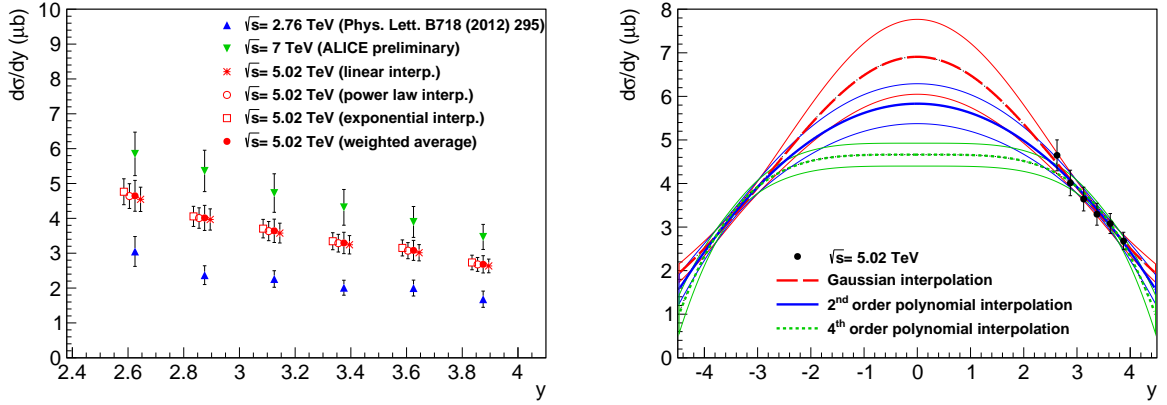 dσ/dy (μb)
10
9
8
7
6
5
4
3
2
1
0
√s= 2.76 TeV (Phys. Lett. B718 (2012) 295)
√s= 7 TeV (ALICE preliminary)
√s= 5.02 TeV (linear interp.)
√s= 5.02 TeV (power law interp.)
√s= 5.02 TeV (exponential interp.)
√s= 5.02 TeV (weighted average)
2.4 2.6 2.8 3 3.2 3.4 3.6 3.8 4
y
dσ/dy (μb)
8
7
6
5
4
3
2
1
0
√s= 5.02 TeV
Gaussian interpolation
2nd order polynomial interpolation
4th order polynomial interpolation
-4 -3 -2 -1 0 1 2 3 4
y